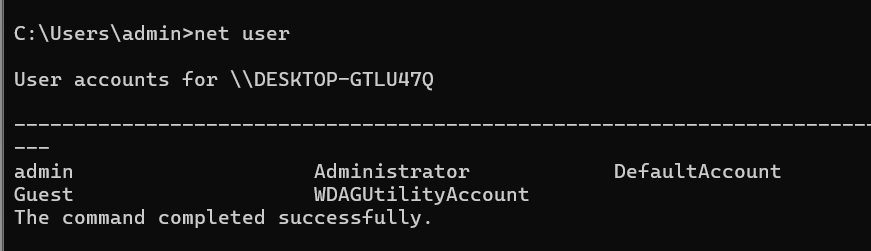 C:\Users\admin>net user
User accounts for \\DESKTOP-GTLU47Q
-------------------------------------------------------------------------
---
admin                    Administrator            DefaultAccount
Guest                    WDAGUtilityAccount
The command completed successfully.